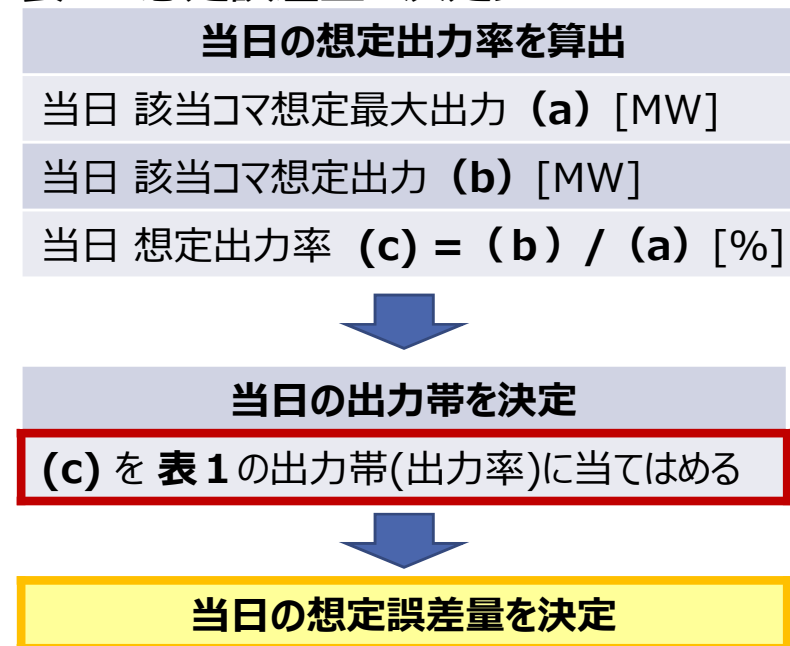 当日の想定出力率を算出
当日 該当コマ想定最大出力（a）[MW]
当日 該当コマ想定出力（b）[MW]
当日 想定出力率 (c) =（ｂ）/（a）[%]
当日の出力帯を決定
(c) を 表１の出力帯(出力率)に当てはめる
当日の想定誤差量を決定